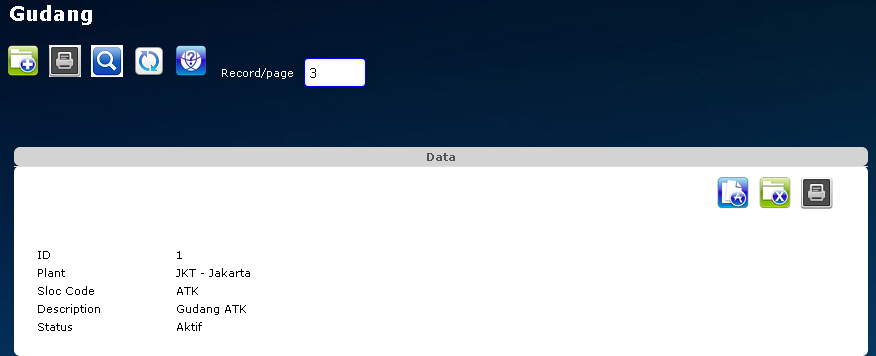 Gudang
Record/page 3
Data
ID 1
Plant JKT - Jakarta
Sloc Code ATK
Description Gudang ATK
Status Aktif